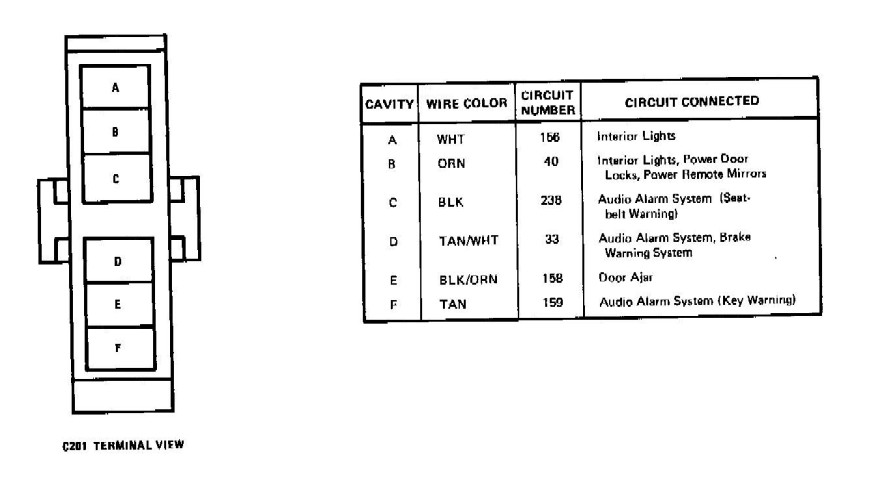 A
B
C
D
E
F
C201 TERMINAL VIEW
CAVITY WIRE COLOR CIRCUIT NUMBER CIRCUIT CONNECTED
A WHT 156 Interior Lights
B ORN 40 Interior Lights, Power Door
Locks, Power Remote Mirrors
C BLK 238 Audio Alarm System (Seat-
belt Warning)
D TAN/WHT 33 Audio Alarm System, Brake
Warning System
E BLK/ORN 158 Door Ajar
F TAN 159 Audio Alarm System (Key Warning)